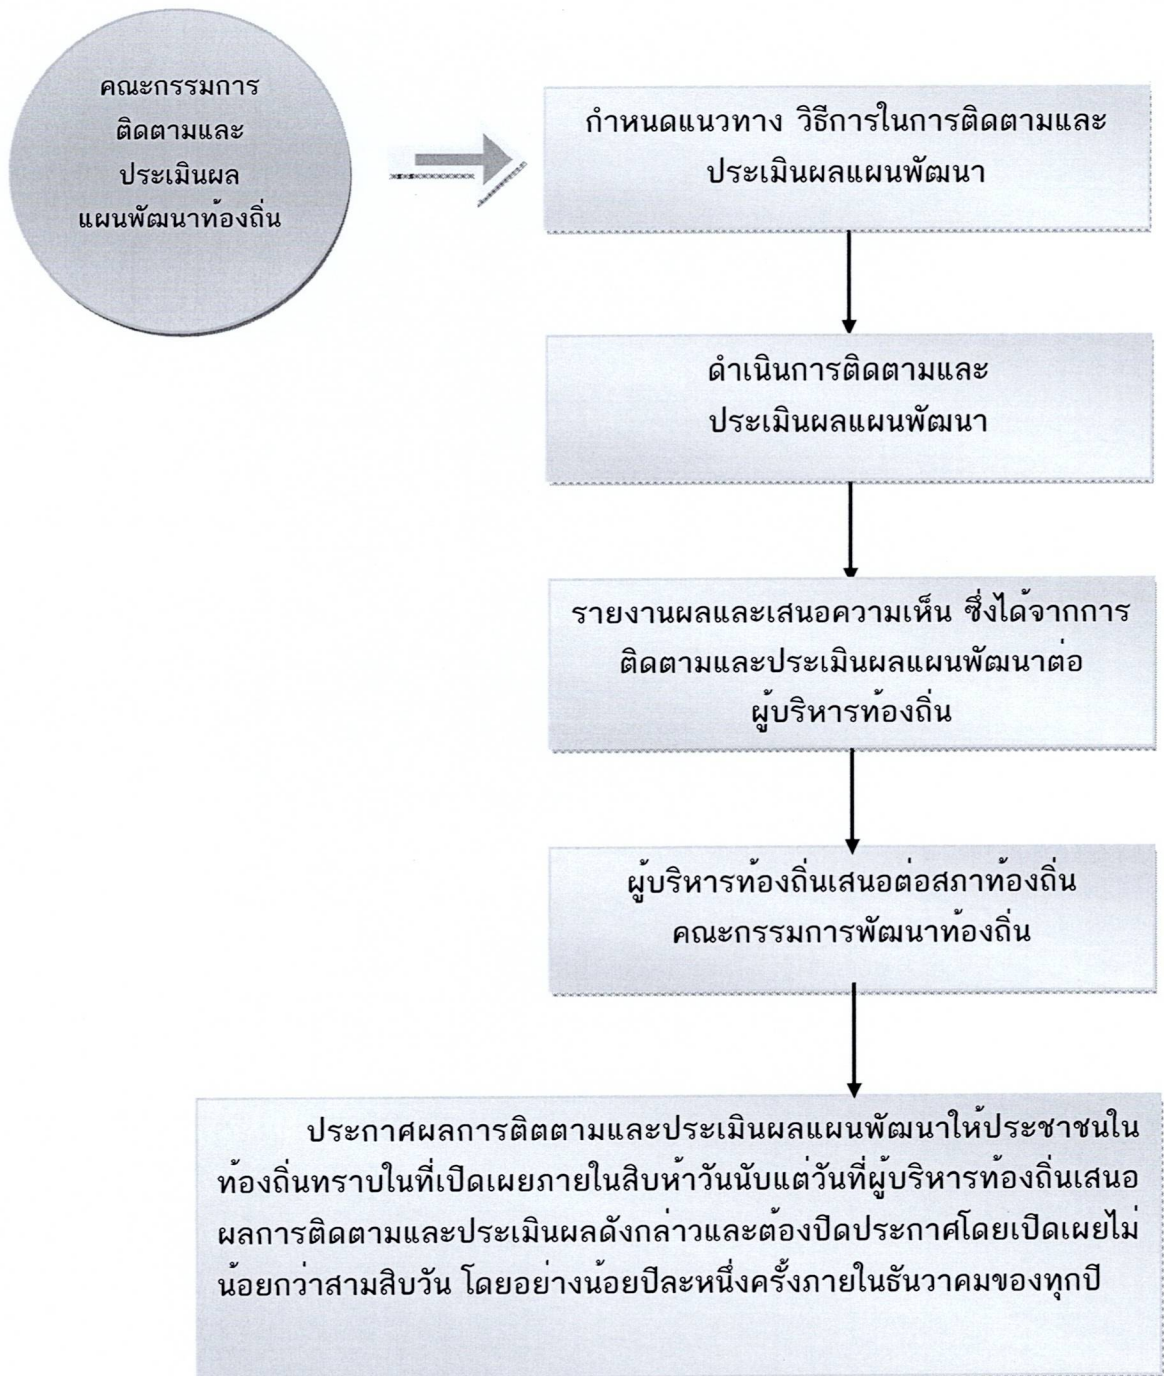 คณะกรรมการ
ติดตามและ
ประเมินผล
แผนพัฒนาท้องถิ่น
กำหนดแนวทาง วิธีการในการติดตามและ
ประเมินผลแผนพัฒนา
ดำเนินการติดตามและ
ประเมินผลแผนพัฒนา
รายงานผลและเสนอความเห็น ซึ่งได้จากการ
ติดตามและประเมินผลแผนพัฒนาต่อ
ผู้บริหารท้องถิ่น
ผู้บริหารท้องถิ่นเสนอต่อสภาท้องถิ่น
คณะกรรมการพัฒนาท้องถิ่น
ประกาศผลการติตตามและประเมินผลแผนพัฒนาให้ประชาชนใน
ท้องถิ่นทราบในที่เปิดเผยภายในสิบห้าวันนับแต่วันที่ผู้บริหารท้องถิ่นเสนอ
ผลการติดตามและประเมินผลดังกล่าวและต้องปิดประกาศโดยเปิดเผยไม่
น้อยกว่าสามสิบวัน โดยอย่างน้อยปีละหนึ่งครั้งภายในธันวาคมของทุกปี